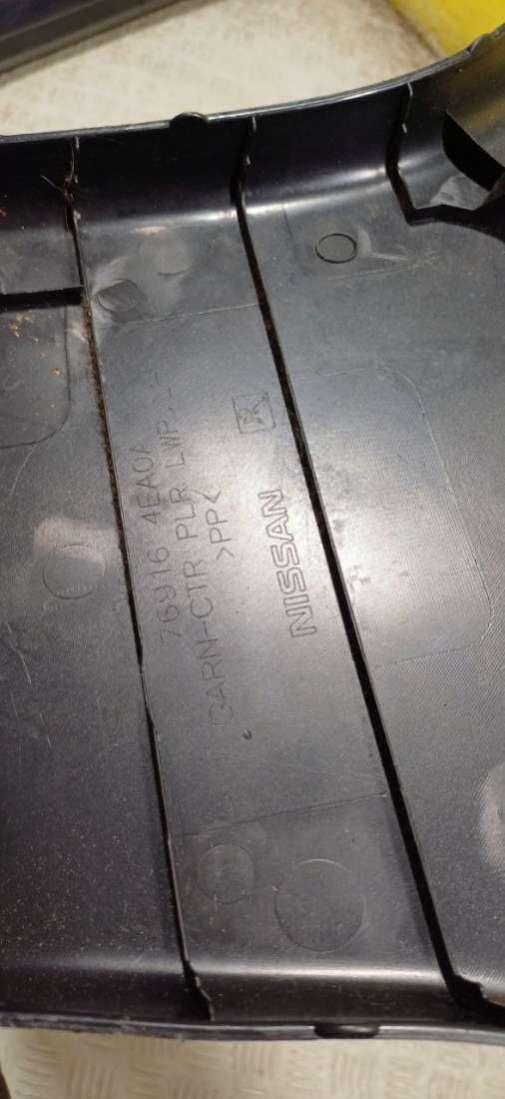 76916 4EA0A
GARN-CTR PLR LWR,
>PP<
R
NISSAN